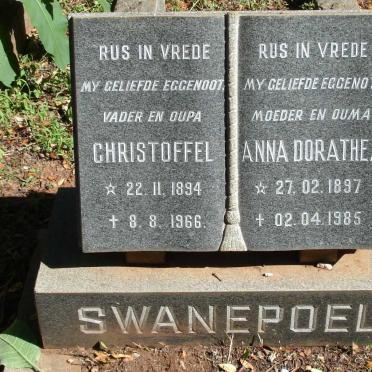 RUS IN VREDE
MY GELIEFDE EGGENOOT,
VADER EN OUPA
CHRISTOFFEL
☆ 22. 11. 1894
✝ 8. 8. 1966.
RUS IN VREDE
MY GELIEFDE EGGENOT
MOEDER EN OUMA
ANNA DORATHEA
☆ 27. 02. 1897
✝ 02. 04. 1985
SWANEPOEL